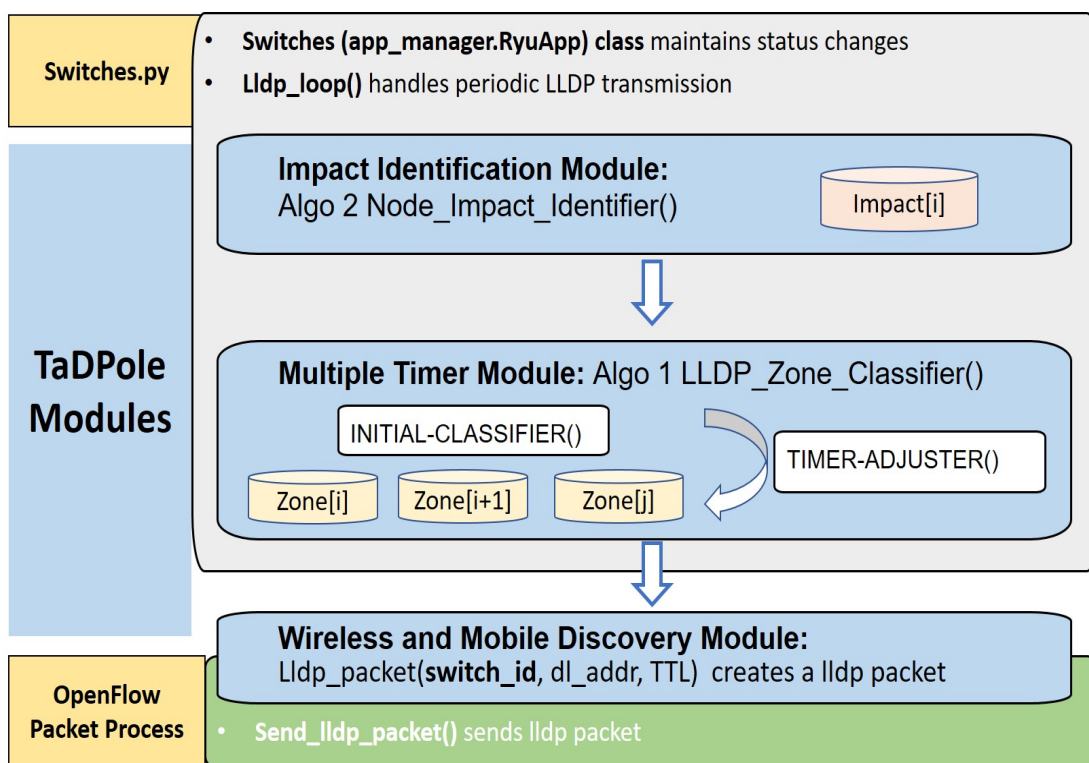 Switches.py
• Switches (app_manager.RyuApp) class maintains status changes
• Lldp_loop() handles periodic LLDP transmission
TaDPole
Modules
Impact Identification Module:
Algo 2 Node_Impact_Identifier()
Impact[i]
Multiple Timer Module: Algo 1 LLDP_Zone_Classifier()
INITIAL-CLASSIFIER()
TIMER-ADJUSTER()
Zone[i]
Zone[i+1]
Zone[j]
Wireless and Mobile Discovery Module:
Lldp_packet(switch_id, dl_addr, TTL) creates a lldp packet
OpenFlow
Packet Process
• Send_lldp_packet() sends lldp packet